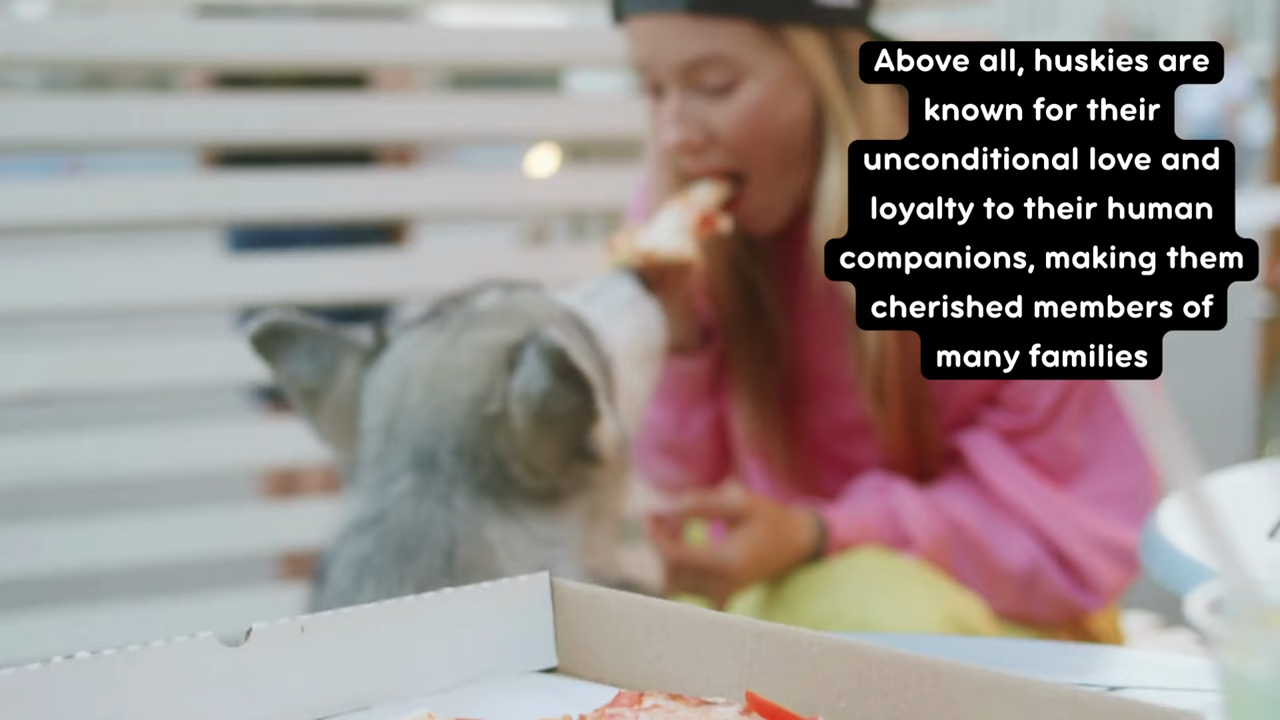 Above all, huskies are
known for their
unconditional love and
loyalty to their human
companions, making them
cherished members of
many families